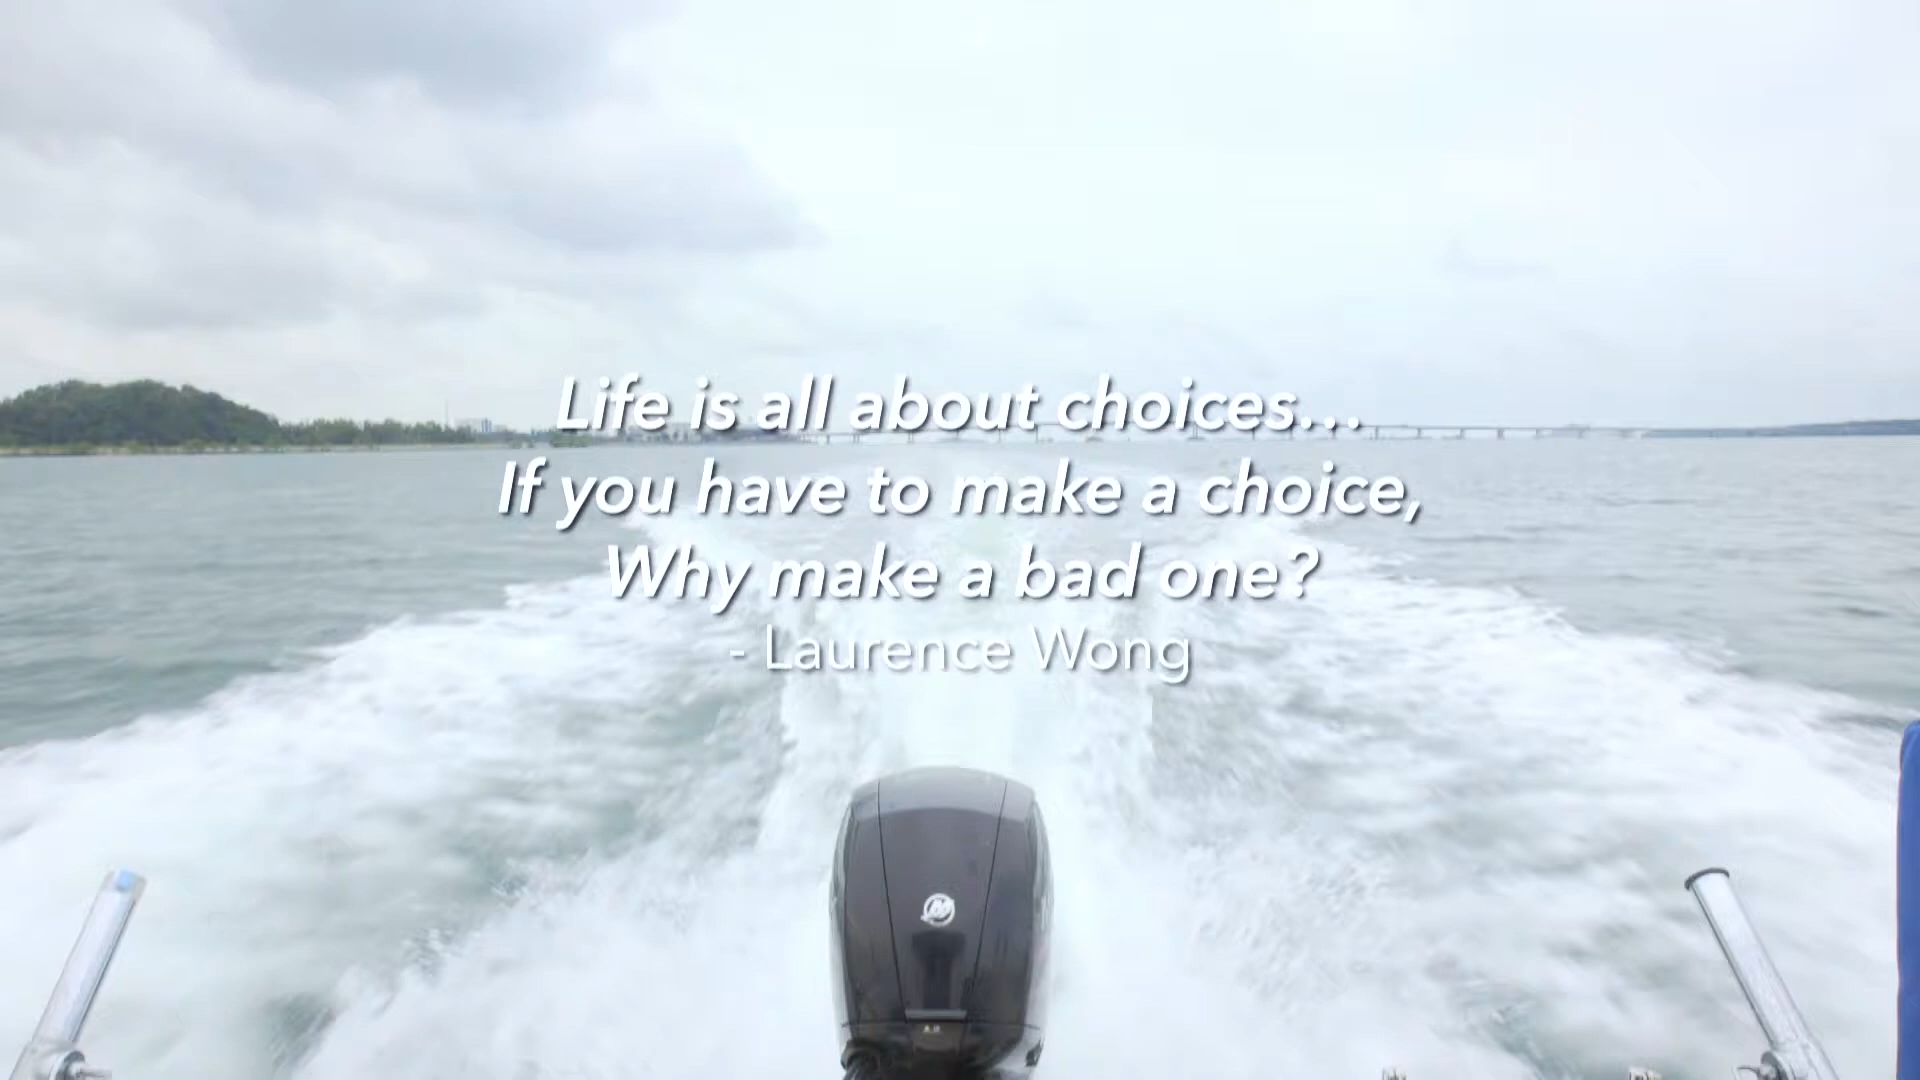 Life is all about choices...
If you have to make a choice,
Why make a bad one?
- Laurence Wong